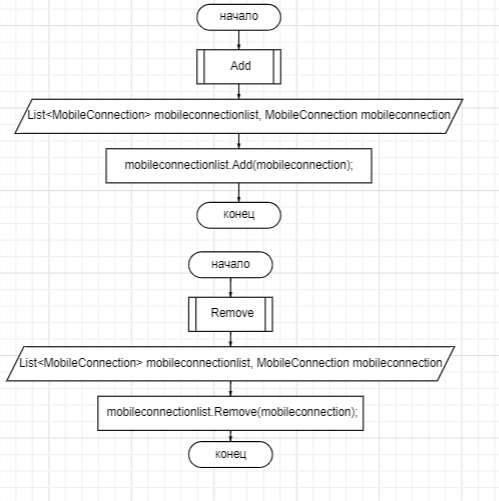 начало
Add
List<MobileConnection> mobileconnectionlist, MobileConnection mobileconnection
mobileconnectionlist.Add(mobileconnection);
конец
начало
Remove
List<MobileConnection> mobileconnectionlist, MobileConnection mobileconnection
mobileconnectionlist.Remove(mobileconnection);
конец